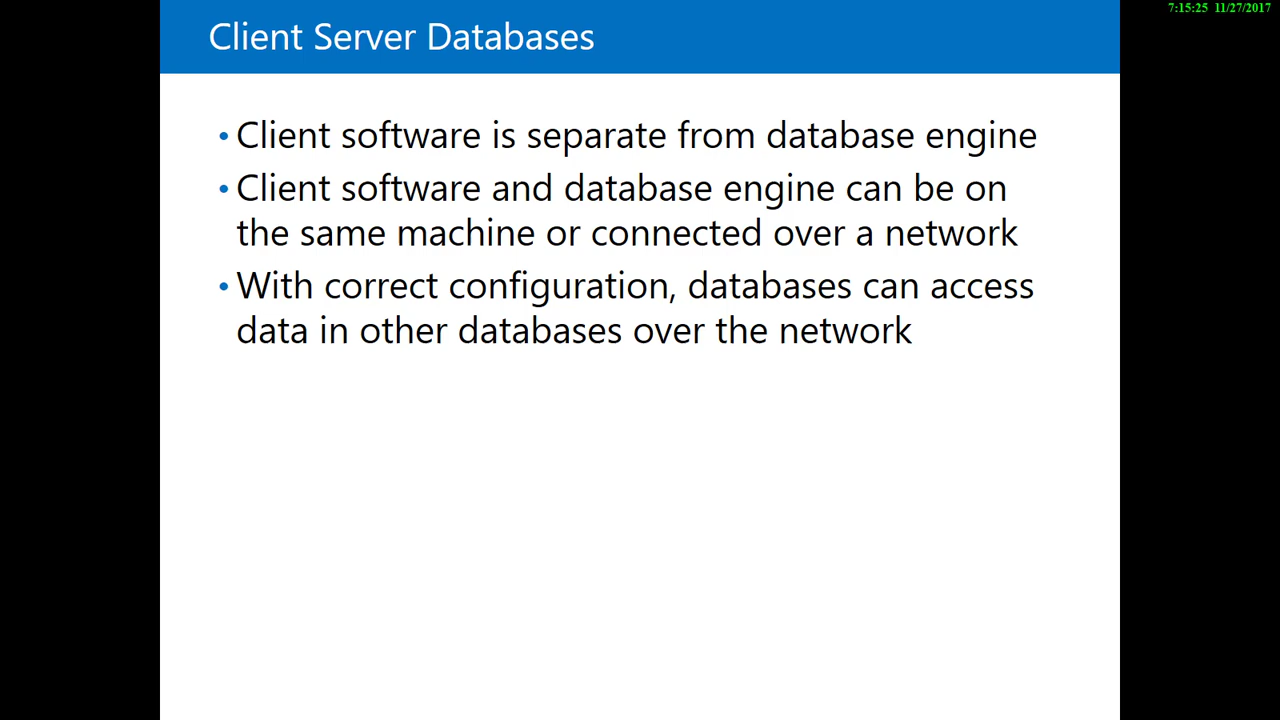 7:15:25 11/27/2017
Client Server Databases
• Client software is separate from database engine
• Client software and database engine can be on
the same machine or connected over a network
• With correct configuration, databases can access
data in other databases over the network